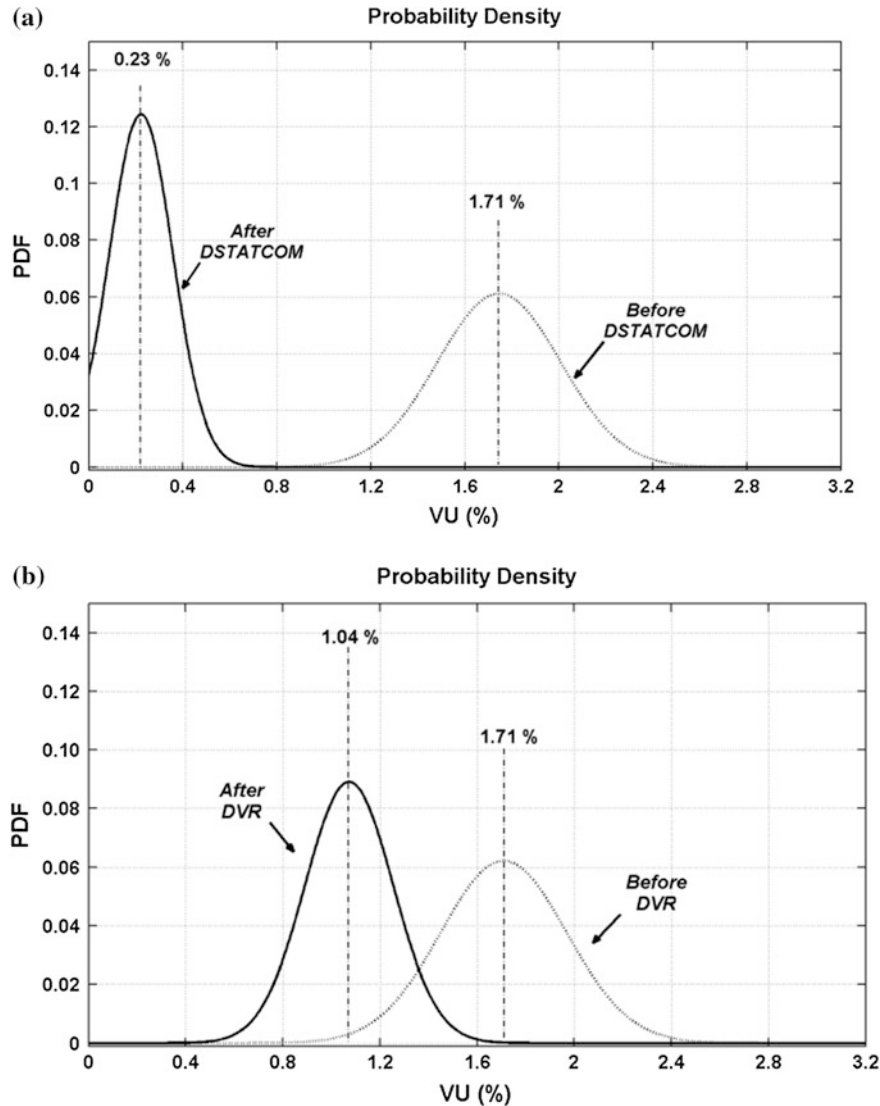 (a)
Probability Density
0.23 %
1.71 %
After
DSTATCOM
Before
DSTATCOM
PDF
0.14
0.12
0.1
0.08
0.06
0.04
0.02
0
0 0.4 0.8 1.2 1.6 2 2.4 2.8 3.2
VU (%)
(b)
Probability Density
1.04 %
1.71 %
After
DVR
Before
DVR
PDF
0.14
0.12
0.10
0.08
0.06
0.04
0.02
0
0 0.4 0.8 1.2 1.6 2 2.4 2.8 3.2
VU (%)